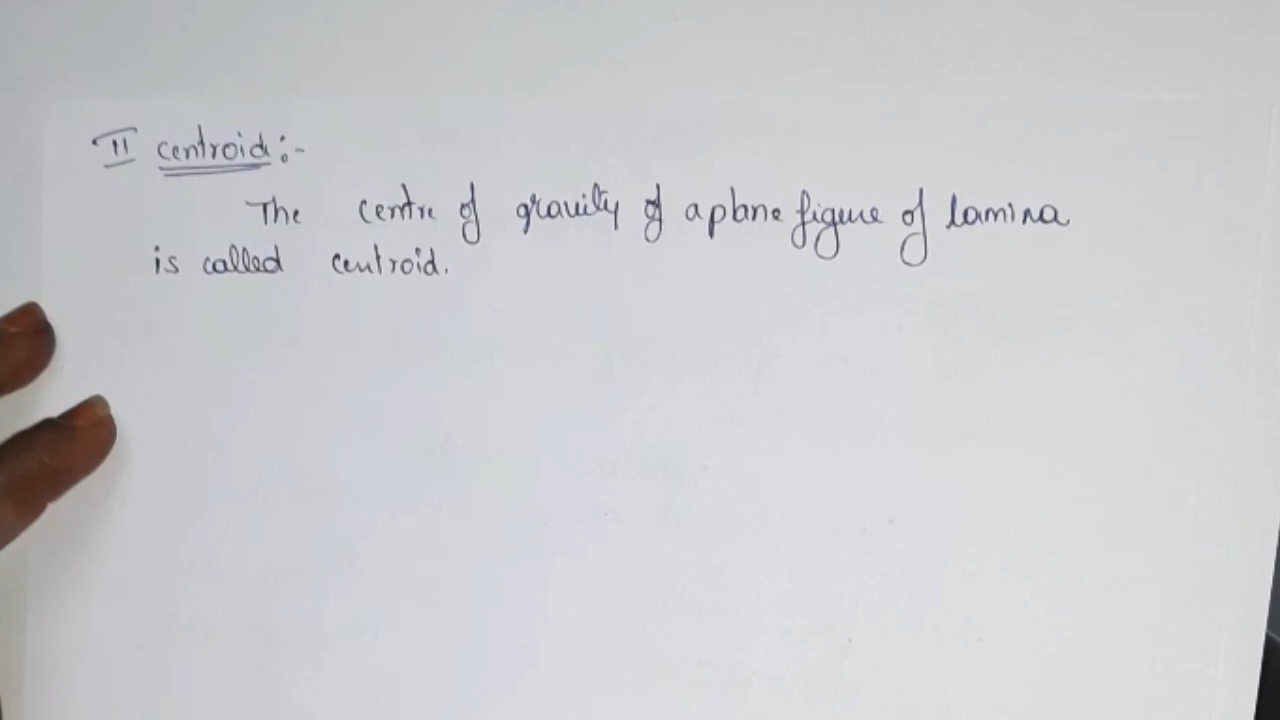 II centroid:-
The centre of gravity of a plane figure of lamina
is called centroid.